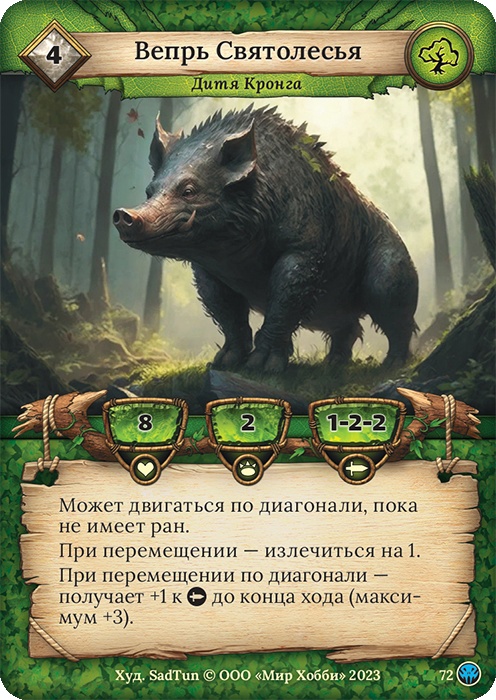 4
Вепрь Святолесья
Дитя Кронга
8
2
1-2-2
Может двигаться по диагонали, пока
не имеет ран.
При перемещении — излечиться на 1.
При перемещении по диагонали —
получает +1 к до конца хода (макси-
мум +3).
Худ. SadTun © ООО «Мир Хобби» 2023
72